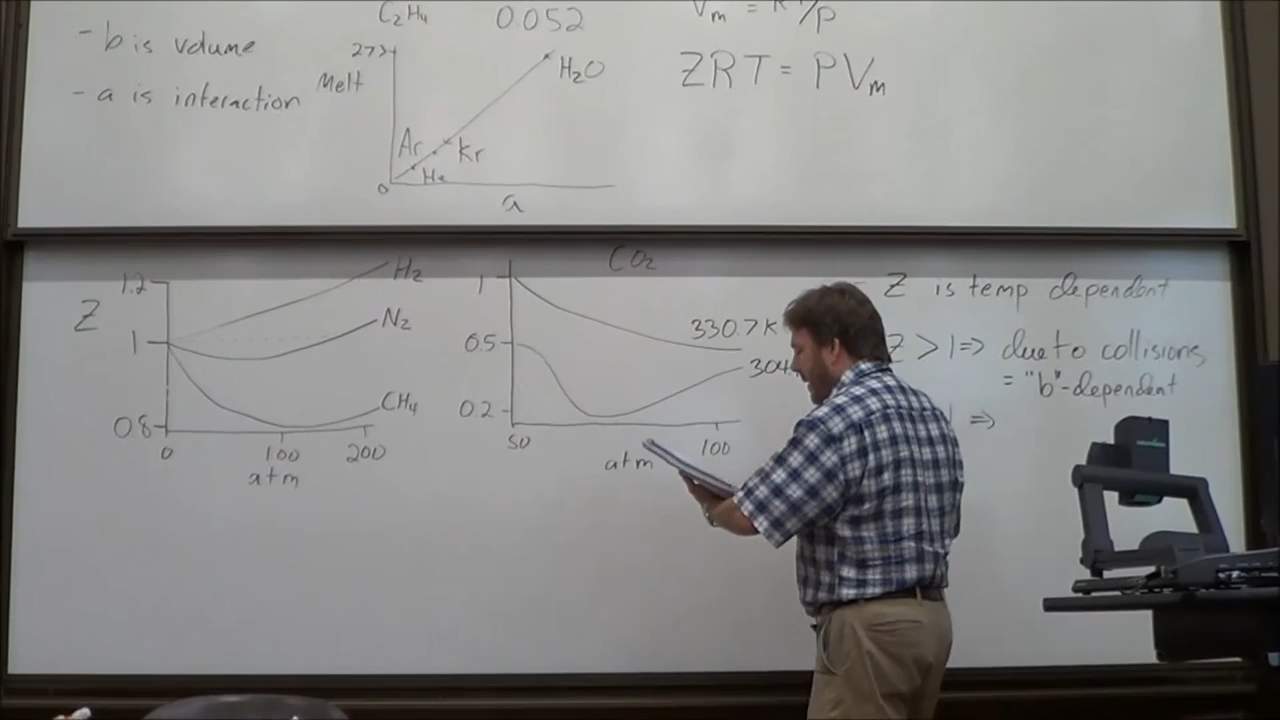 - b is volume
- a is interaction
C2H4 0.052
273
Melt
H2O
Ar
Kr
He
0
a
ZRT = PVm
1.2
Z
H2
N2
1
CH4
0.8
0 100 200
atm
CO2
1
330.7K
0.5
304.
0.2
50 100
atm
Z is temp dependent
Z > 1 => due to collisions
= "b"-dependent
=>